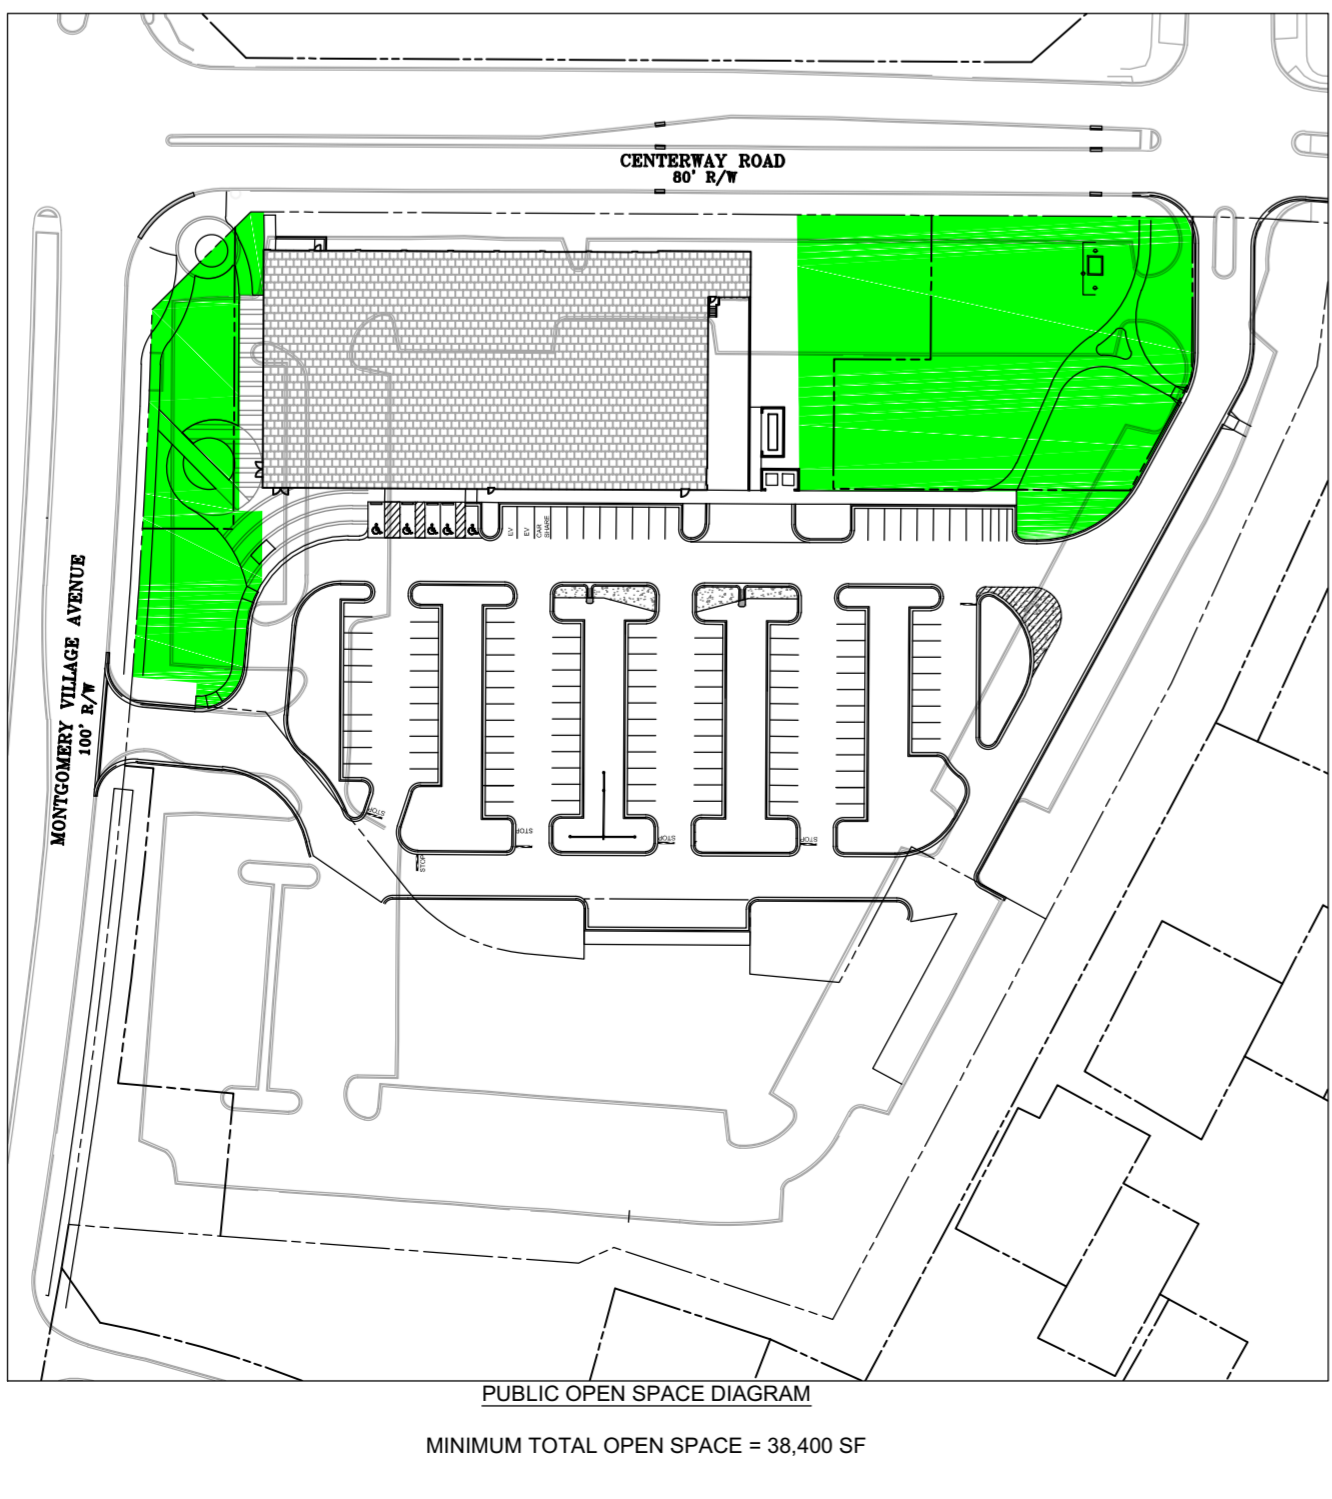 CENTERWAY ROAD
80' R/W
MONTGOMERY VILLAGE AVENUE
100' R/W
EV
EV
CAR
SHARE
STOP
STOP
STOP
STOP
STOP
PUBLIC OPEN SPACE DIAGRAM
MINIMUM TOTAL OPEN SPACE = 38,400 SF